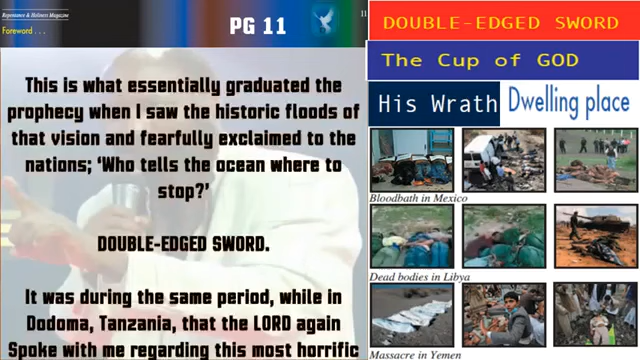 Repentance & Holiness Magazine
Foreword . . .
PG 11
11
This is what essentially graduated the
prophecy when I saw the historic floods of
that vision and fearfully exclaimed to the
nations; ‘Who tells the ocean where to
stop?’
DOUBLE-EDGED SWORD.
It was during the same period, while in
Dodoma, Tanzania, that the LORD again
Spoke with me regarding this most horrific
DOUBLE-EDGED SWORD
The Cup of GOD
His Wrath
Dwelling place
Bloodbath in Mexico
Dead bodies in Libya
Massacre in Yemen